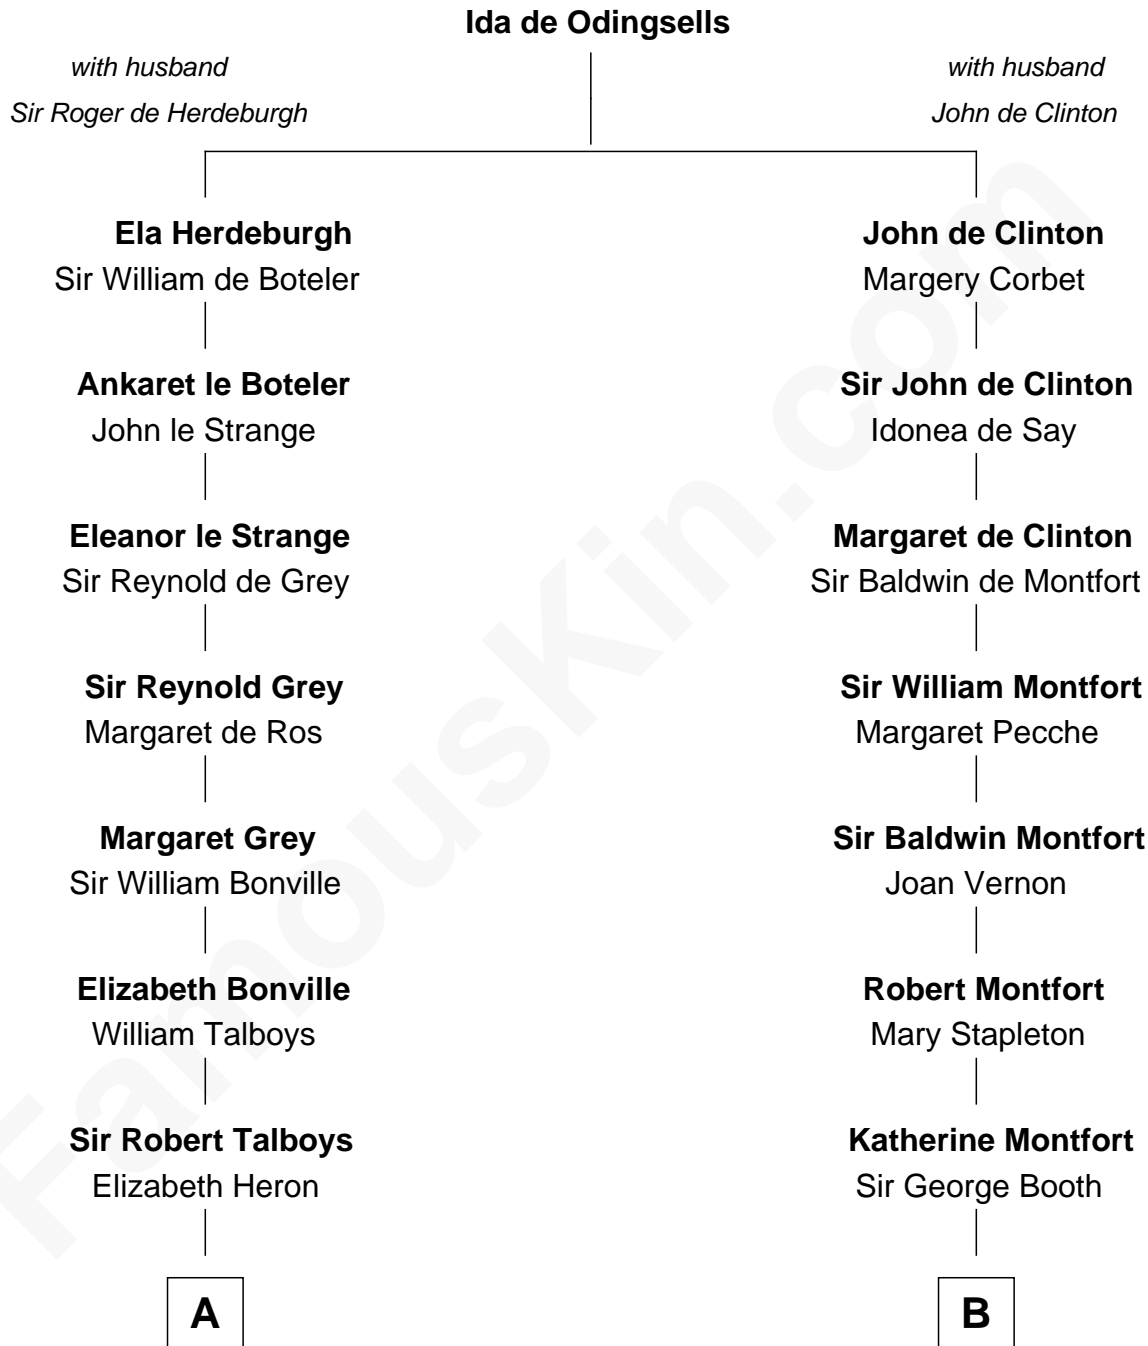 Ida de Odingsells
with husband
Sir Roger de Herdeburgh
with husband
John de Clinton
Ela Herdeburgh
Sir William de Boteler
John de Clinton
Margery Corbet
Ankaret le Boteler
John le Strange
Sir John de Clinton
Idonea de Say
Eleanor le Strange
Sir Reynold de Grey
Margaret de Clinton
Sir Baldwin de Montfort
Sir Reynold Grey
Margaret de Ros
Sir William Montfort
Margaret Pecche
Margaret Grey
Sir William Bonville
Sir Baldwin Montfort
Joan Vernon
Elizabeth Bonville
William Talboys
Robert Montfort
Mary Stapleton
Sir Robert Talboys
Elizabeth Heron
Katherine Montfort
Sir George Booth
A
B
FamousKin.com